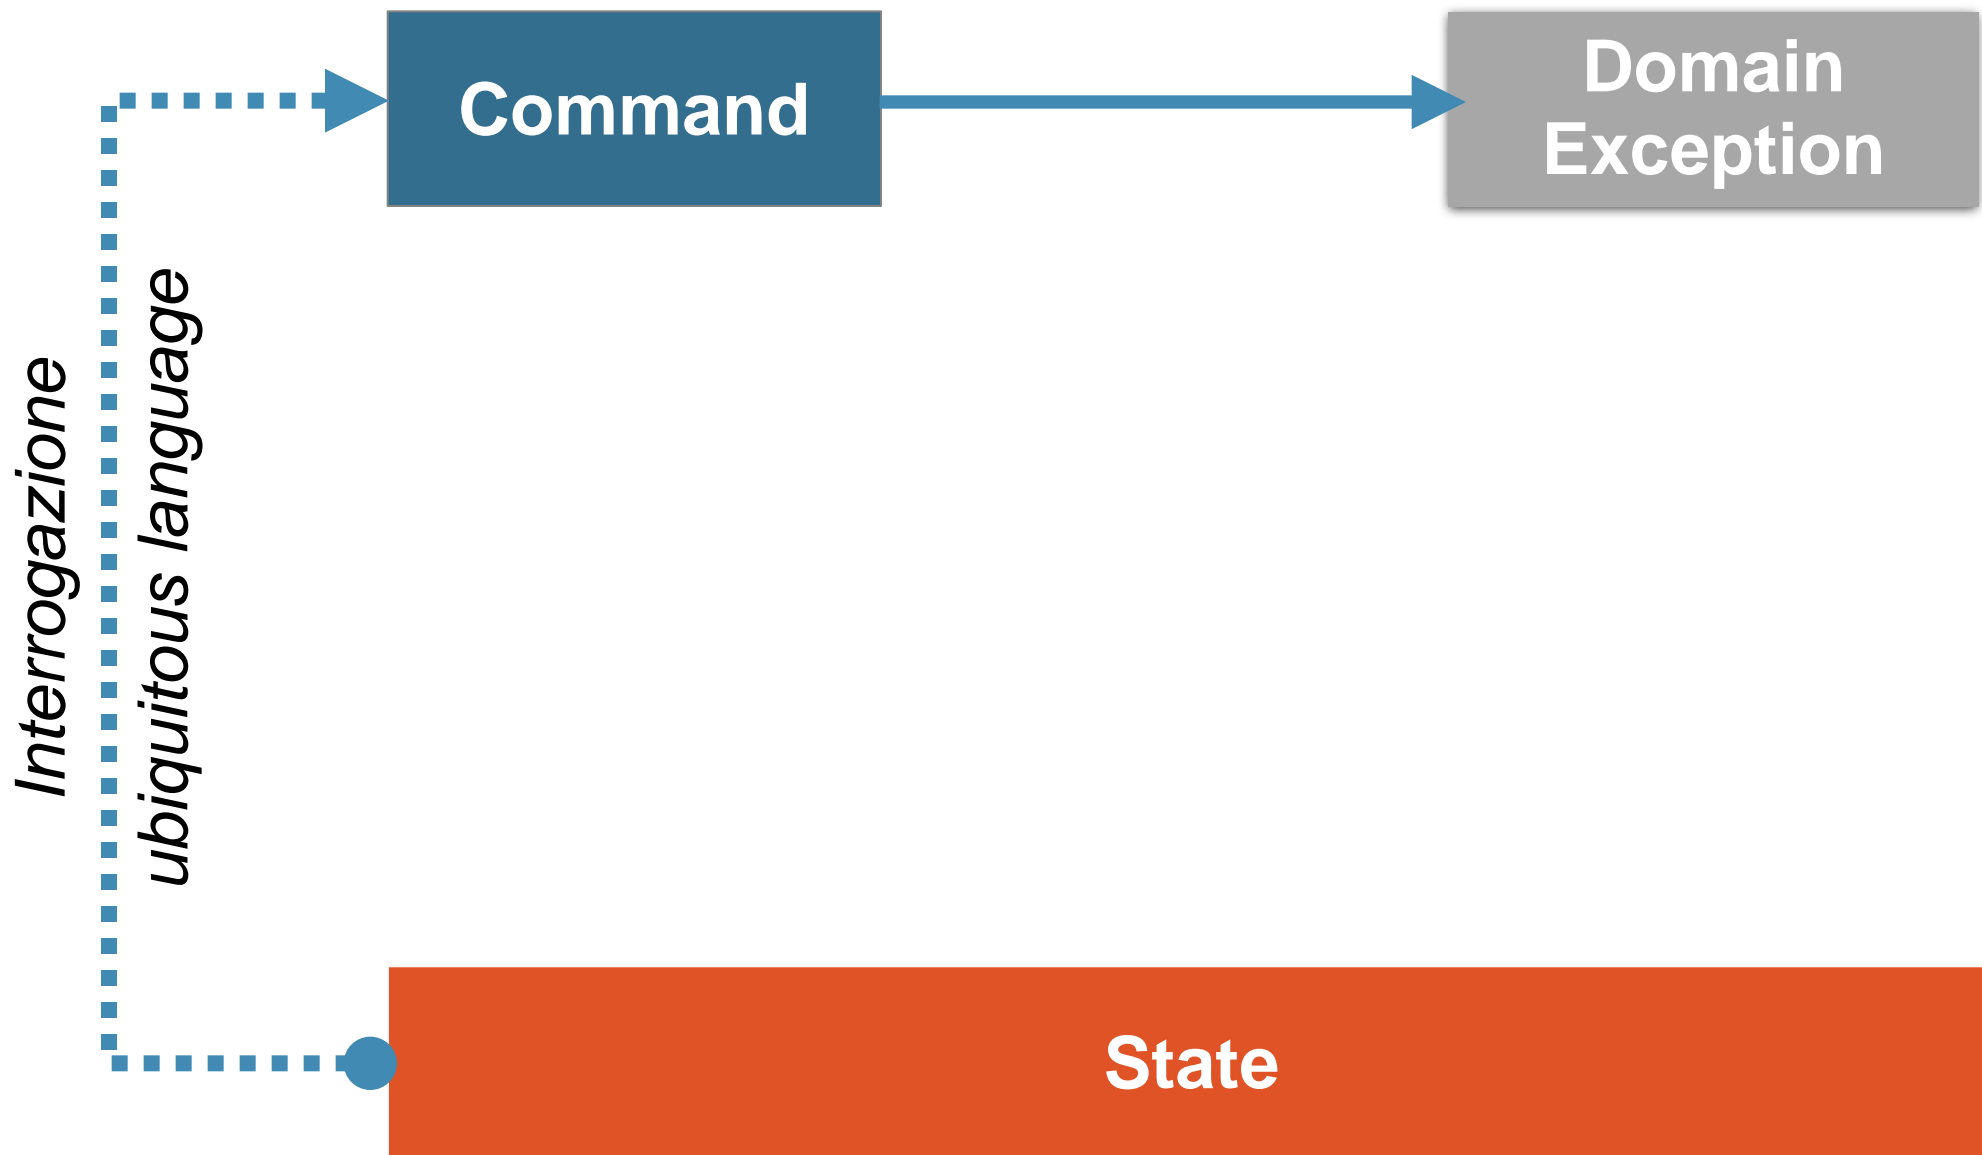 Command
Domain
Exception
Interrogazione
ubiquitous language
State